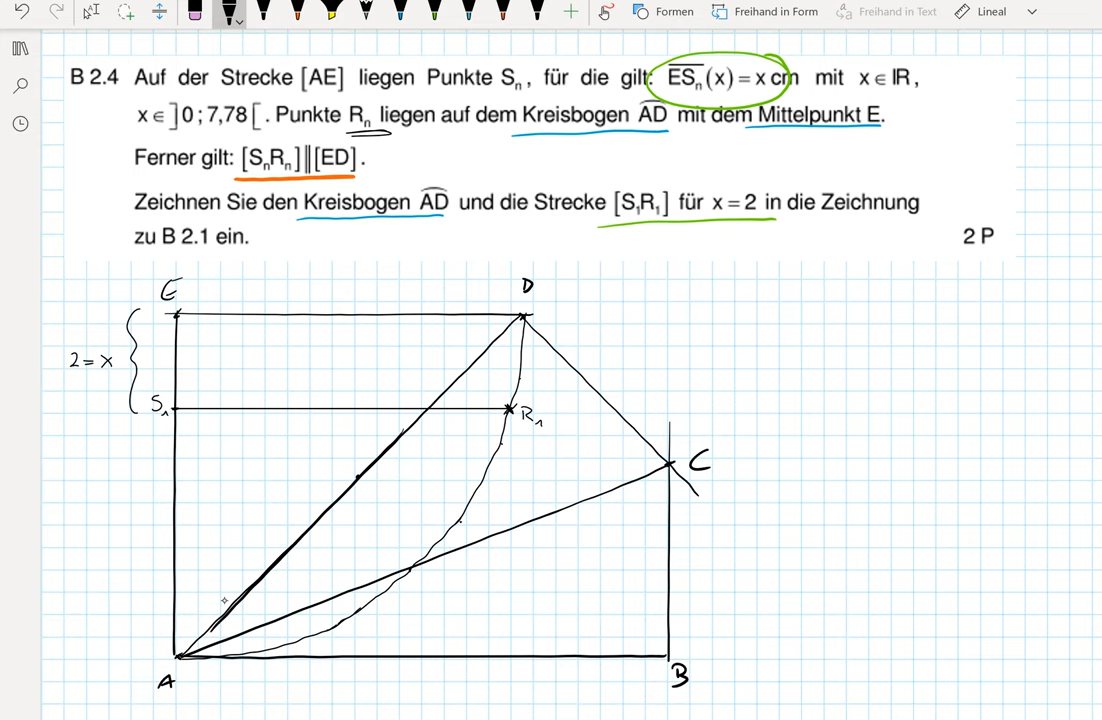 Formen
Freihand in Form
Freihand in Text
Lineal
B 2.4 Auf der Strecke [AE] liegen Punkte Sₙ, für die gilt: ESₙ(x) = x cm mit x ∈ IR,
x ∈ ]0 ; 7,78[. Punkte Rₙ liegen auf dem Kreisbogen AD mit dem Mittelpunkt E.
Ferner gilt: [SₙRₙ] || [ED].
Zeichnen Sie den Kreisbogen AD und die Strecke [S₁R₁] für x = 2 in die Zeichnung
zu B 2.1 ein.
2 P
E
D
2 = x
S₁
R₁
C
A
B